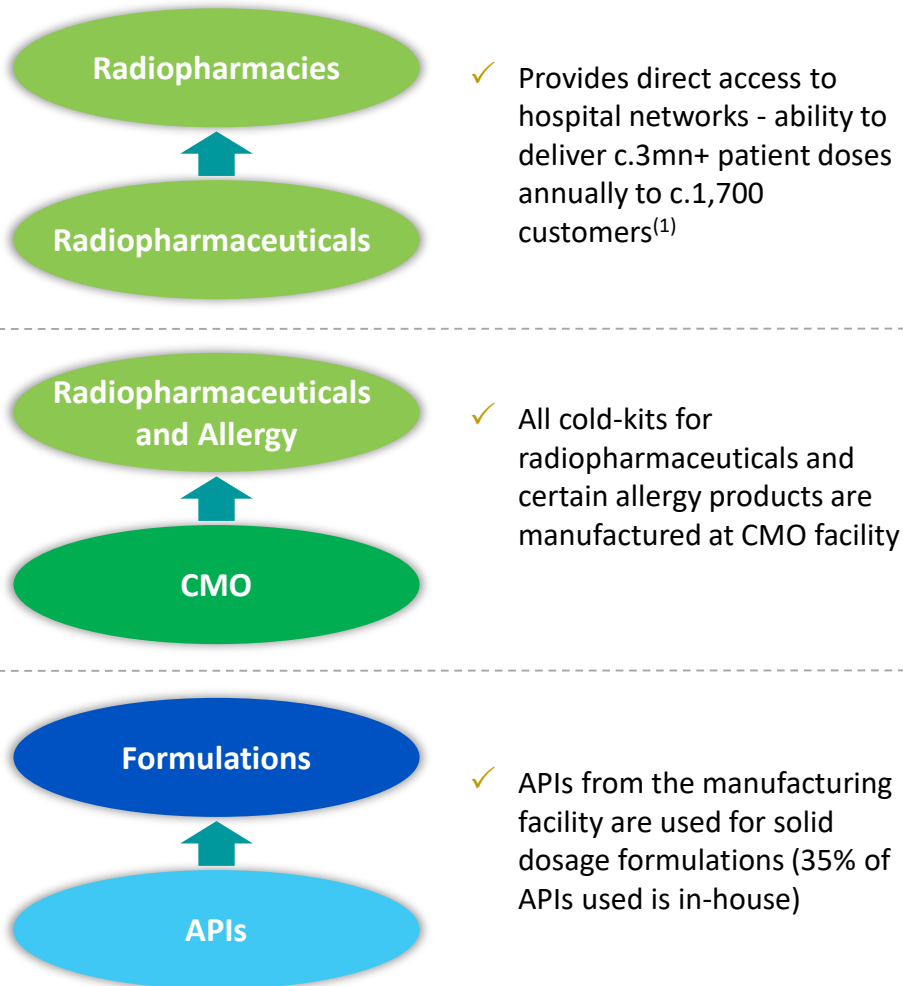 Radiopharmacies
Radiopharmaceuticals
✓ Provides direct access to
hospital networks - ability to
deliver c.3mn+ patient doses
annually to c.1,700
customers(1)
Radiopharmaceuticals
and Allergy
CMO
✓ All cold-kits for
radiopharmaceuticals and
certain allergy products are
manufactured at CMO facility
Formulations
APIs
✓ APIs from the manufacturing
facility are used for solid
dosage formulations (35% of
APIs used is in-house)